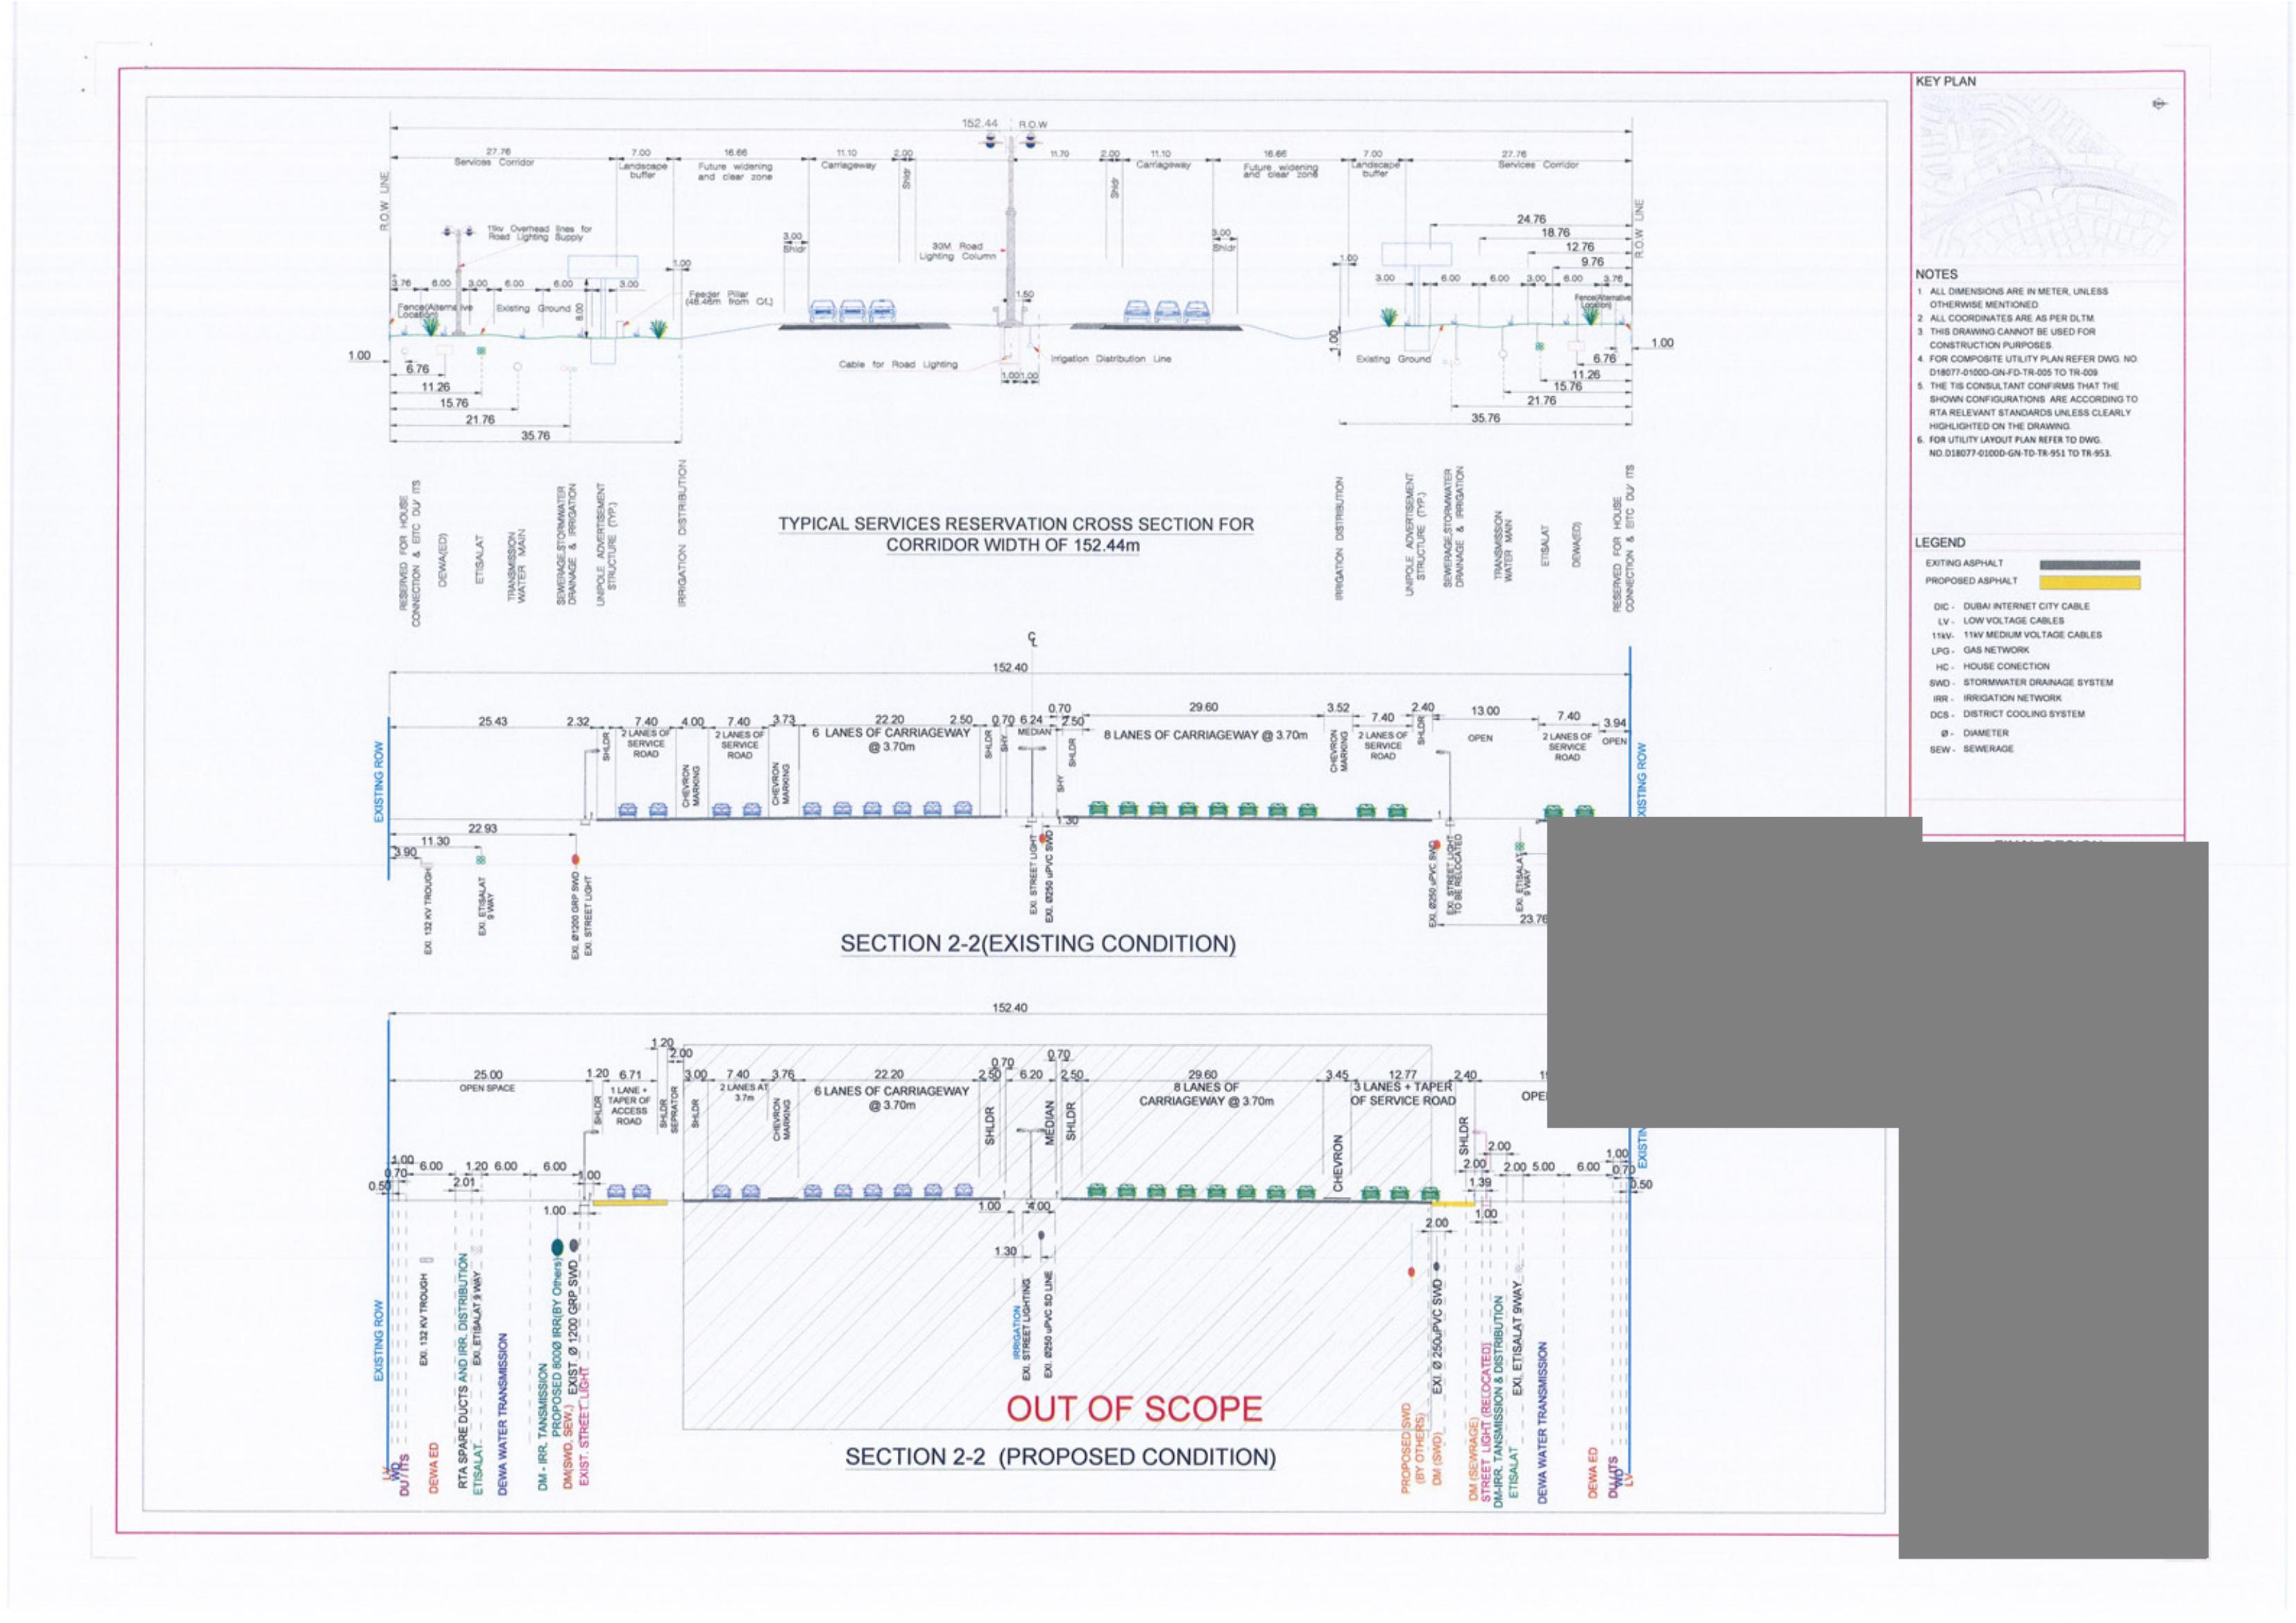 152.44 R.O.W
27.76 7.00 16.66 11.10 2.00 11.70 2.00 11.10 16.66 7.00 27.76
Services Corridor
Landscape
buffer
Future widening
and clear zone
Carriageway
Shldr
Shldr
Carriageway
Future widening
and clear zone
Landscape
buffer
Services Corridor
R.O.W LINE
R.O.W LINE
11kv Overhead lines for
Road Lighting Supply
3.00
Shldr
30M Road
Lighting Column
3.00
Shldr
24.76
18.76
12.76
9.76
1.00
1.00
3.76 6.00 3.00 6.00 6.00 3.00
3.00 6.00 6.00 3.00 6.00 3.76
Fence(Alternative
Location)
Existing Ground
8.00
Feeder Pillar
(48.46m from C/L)
1.50
Fence(Alternative
Location)
1.00
1.00
6.76
11.26
15.76
21.76
35.76
Cable for Road Lighting
1.00 1.00
Irrigation Distribution Line
Existing Ground
1.00
6.76
11.26
15.76
21.76
35.76
RESERVED FOR HOUSE
CONNECTION & EITC DU/ ITS
DEWA(ED)
ETISALAT
TRANSMISSION
WATER MAIN
SEWERAGE,STORMWATER
DRAINAGE & IRRIGATION
UNIPOLE ADVERTISEMENT
STRUCTURE (TYP.)
IRRIGATION DISTRIBUTION
TYPICAL SERVICES RESERVATION CROSS SECTION FOR
CORRIDOR WIDTH OF 152.44m
IRRIGATION DISTRIBUTION
UNIPOLE ADVERTISEMENT
STRUCTURE (TYP.)
SEWERAGE,STORMWATER
DRAINAGE & IRRIGATION
TRANSMISSION
WATER MAIN
ETISALAT
DEWA(ED)
RESERVED FOR HOUSE
CONNECTION & EITC DU/ ITS
152.40
25.43 2.32 7.40 4.00 7.40 3.73 22.20 2.50 0.70 6.24 0.70 2.50 29.60 3.52 7.40 2.40 13.00 7.40 3.94
SHLDR
2 LANES OF
SERVICE
ROAD
CHEVRON
MARKING
2 LANES OF
SERVICE
ROAD
CHEVRON
MARKING
6 LANES OF CARRIAGEWAY
@ 3.70m
SHLDR
SHY
MEDIAN
SHY
SHLDR
8 LANES OF CARRIAGEWAY @ 3.70m
CHEVRON
MARKING
2 LANES OF
SERVICE
ROAD
SHLDR
OPEN
2 LANES OF
SERVICE
ROAD
OPEN
EXISTING ROW
EXISTING ROW
22.93
11.30
3.90
1.30
23.76
EXI. 132 KV TROUGH
EXI. ETISALAT
9 WAY
EXI. Ø1200 GRP SWD
EXI. STREET LIGHT
EXI. STREET LIGHT
EXI. Ø250 uPVC SWD
EXI. Ø250 uPVC SWD
EXI. STREET LIGHT
TO BE RELOCATED
EXI. ETISALAT
9 WAY
SECTION 2-2(EXISTING CONDITION)
152.40
25.00 1.20 6.71 1.20 2.00 3.00 7.40 3.76 22.20 2.50 0.70 6.20 0.70 2.50 29.60 3.45 12.77 2.40
OPEN SPACE
SHLDR
1 LANE +
TAPER OF
ACCESS
ROAD
SHLDR
SEPRATOR
SHLDR
2 LANES AT
3.7m
CHEVRON
MARKING
6 LANES OF CARRIAGEWAY
@ 3.70m
SHLDR
MEDIAN
SHLDR
8 LANES OF
CARRIAGEWAY @ 3.70m
CHEVRON
3 LANES + TAPER
OF SERVICE ROAD
SHLDR
0.50 0.70 1.00 6.00 2.01 1.20 6.00 6.00 1.00
1.00
1.00 4.00
1.30
2.00 2.00 1.39 2.00 5.00 6.00 1.00 0.70 0.50
1.00
2.00
EXISTING ROW
LV
WD
DU / ITS
EXI. 132 KV TROUGH
DEWA ED
RTA SPARE DUCTS AND IRR. DISTRIBUTION
EXI. ETISALAT 9 WAY
ETISALAT
DEWA WATER TRANSMISSION
DM - IRR. TANSMISSION
PROPOSED 800Ø IRR(BY Others)
DM(SWD, SEW.)
EXIST. Ø 1200 GRP SWD
EXIST. STREET LIGHT
IRRIGATION
EXI. STREET LIGHTING
EXI. Ø250 uPVC SD LINE
OUT OF SCOPE
PROPOSED SWD
(BY OTHERS)
EXI. Ø 250uPVC SWD
DM (SWD)
DM (SEWRAGE)
STREET LIGHT (RELOCATED)
DM-IRR. TANSMISSION & DISTRIBUTION
ETISALAT
EXI. ETISALAT 9WAY
DEWA WATER TRANSMISSION
DEWA ED
DU / ITS
WD
LV
SECTION 2-2 (PROPOSED CONDITION)
KEY PLAN
NOTES
1 ALL DIMENSIONS ARE IN METER, UNLESS
OTHERWISE MENTIONED
2. ALL COORDINATES ARE AS PER DLTM.
3 THIS DRAWING CANNOT BE USED FOR
CONSTRUCTION PURPOSES.
4. FOR COMPOSITE UTILITY PLAN REFER DWG. NO.
D18077-0100D-GN-FD-TR-005 TO TR-009
5. THE TIS CONSULTANT CONFIRMS THAT THE
SHOWN CONFIGURATIONS ARE ACCORDING TO
RTA RELEVANT STANDARDS UNLESS CLEARLY
HIGHLIGHTED ON THE DRAWING.
6. FOR UTILITY LAYOUT PLAN REFER TO DWG.
NO.D18077-0100D-GN-TD-TR-951 TO TR-953.
LEGEND
EXITING ASPHALT
PROPOSED ASPHALT
DIC - DUBAI INTERNET CITY CABLE
LV - LOW VOLTAGE CABLES
11kV- 11kV MEDIUM VOLTAGE CABLES
LPG - GAS NETWORK
HC - HOUSE CONECTION
SWD - STORMWATER DRAINAGE SYSTEM
IRR - IRRIGATION NETWORK
DCS - DISTRICT COOLING SYSTEM
Ø - DIAMETER
SEW - SEWERAGE